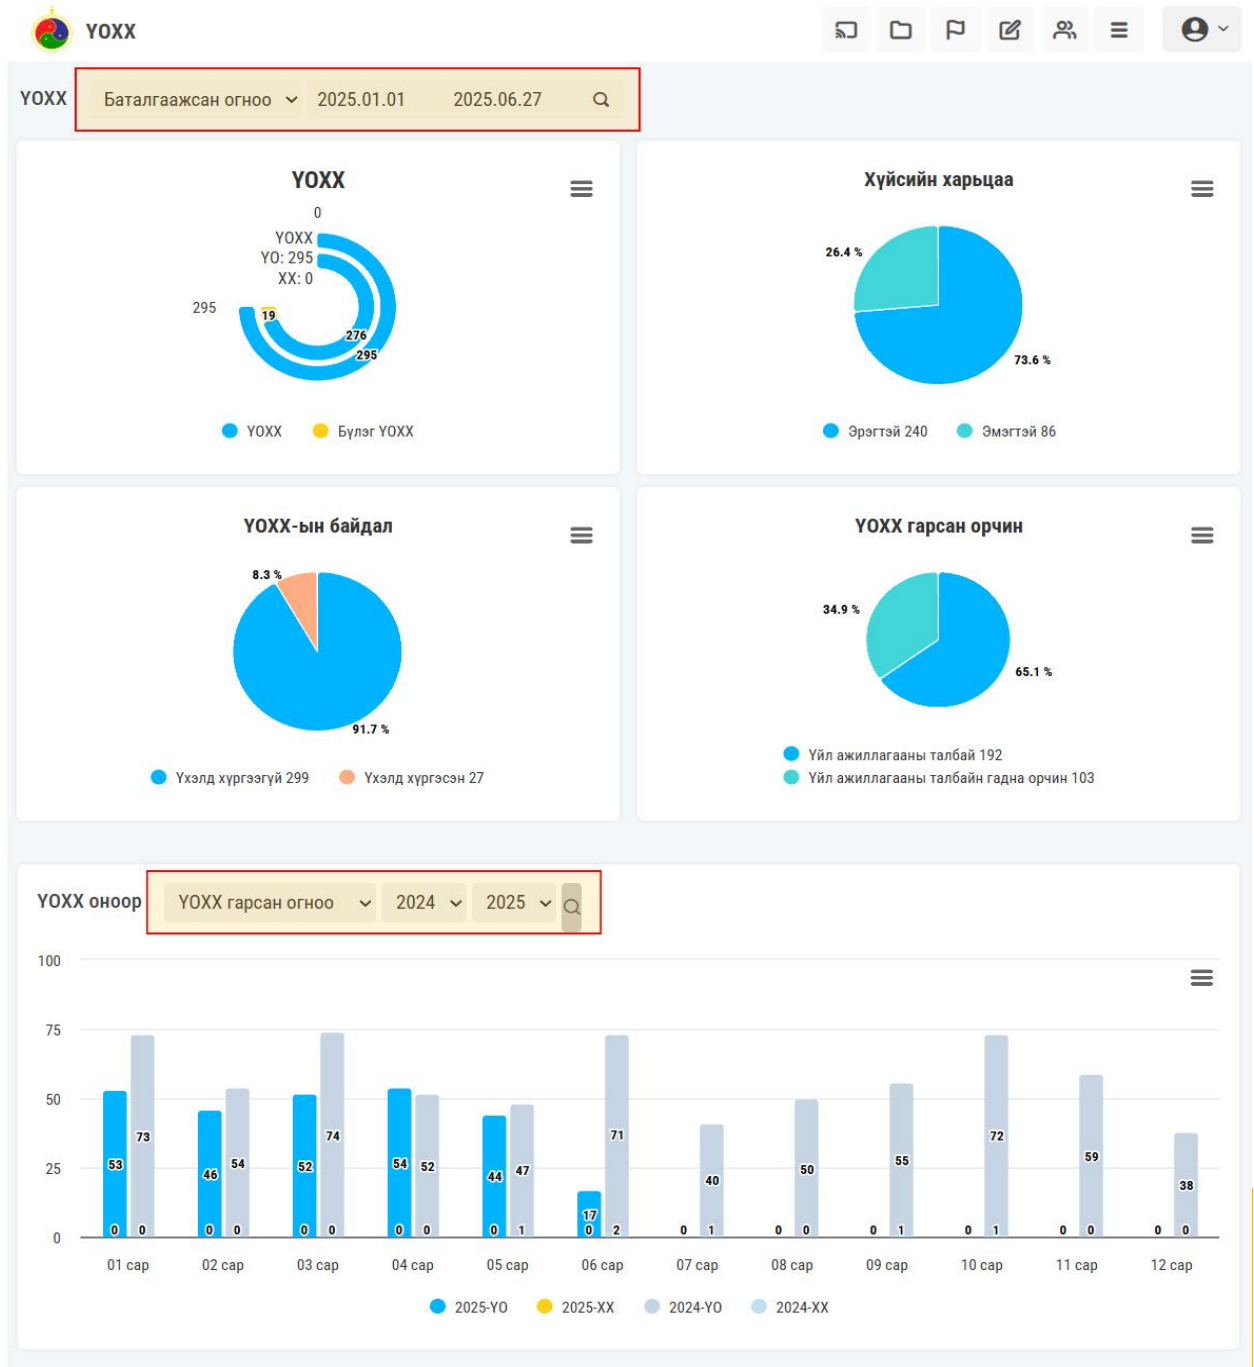 ҮОХХ
ҮОХХ Баталгаажсан огноо 2025.01.01 2025.06.27
ҮОХХ
0
ҮОХХ
ҮО: 295
ХХ: 0
295
19
276
295
ҮОХХ Бүлэг ҮОХХ
Хүйсийн харьцаа
26.4 %
73.6 %
Эрэгтэй 240 Эмэгтэй 86
ҮОХХ-ын байдал
8.3 %
91.7 %
Үхэлд хүргээгүй 299 Үхэлд хүргэсэн 27
ҮОХХ гарсан орчин
34.9 %
65.1 %
Үйл ажиллагааны талбай 192
Үйл ажиллагааны талбайн гадна орчин 103
ҮОХХ оноор ҮОХХ гарсан огноо 2024 2025
100
75
50
25
0
53 73 46 54 52 74 54 52 44 47 17 71 40 50 55 72 59 38
0 0 0 0 0 0 0 0 0 1 0 2 0 1 0 0 0 1 0 1 0 0 0 0
01 сар 02 сар 03 сар 04 сар 05 сар 06 сар 07 сар 08 сар 09 сар 10 сар 11 сар 12 сар
2025-ҮО 2025-ХХ 2024-ҮО 2024-ХХ